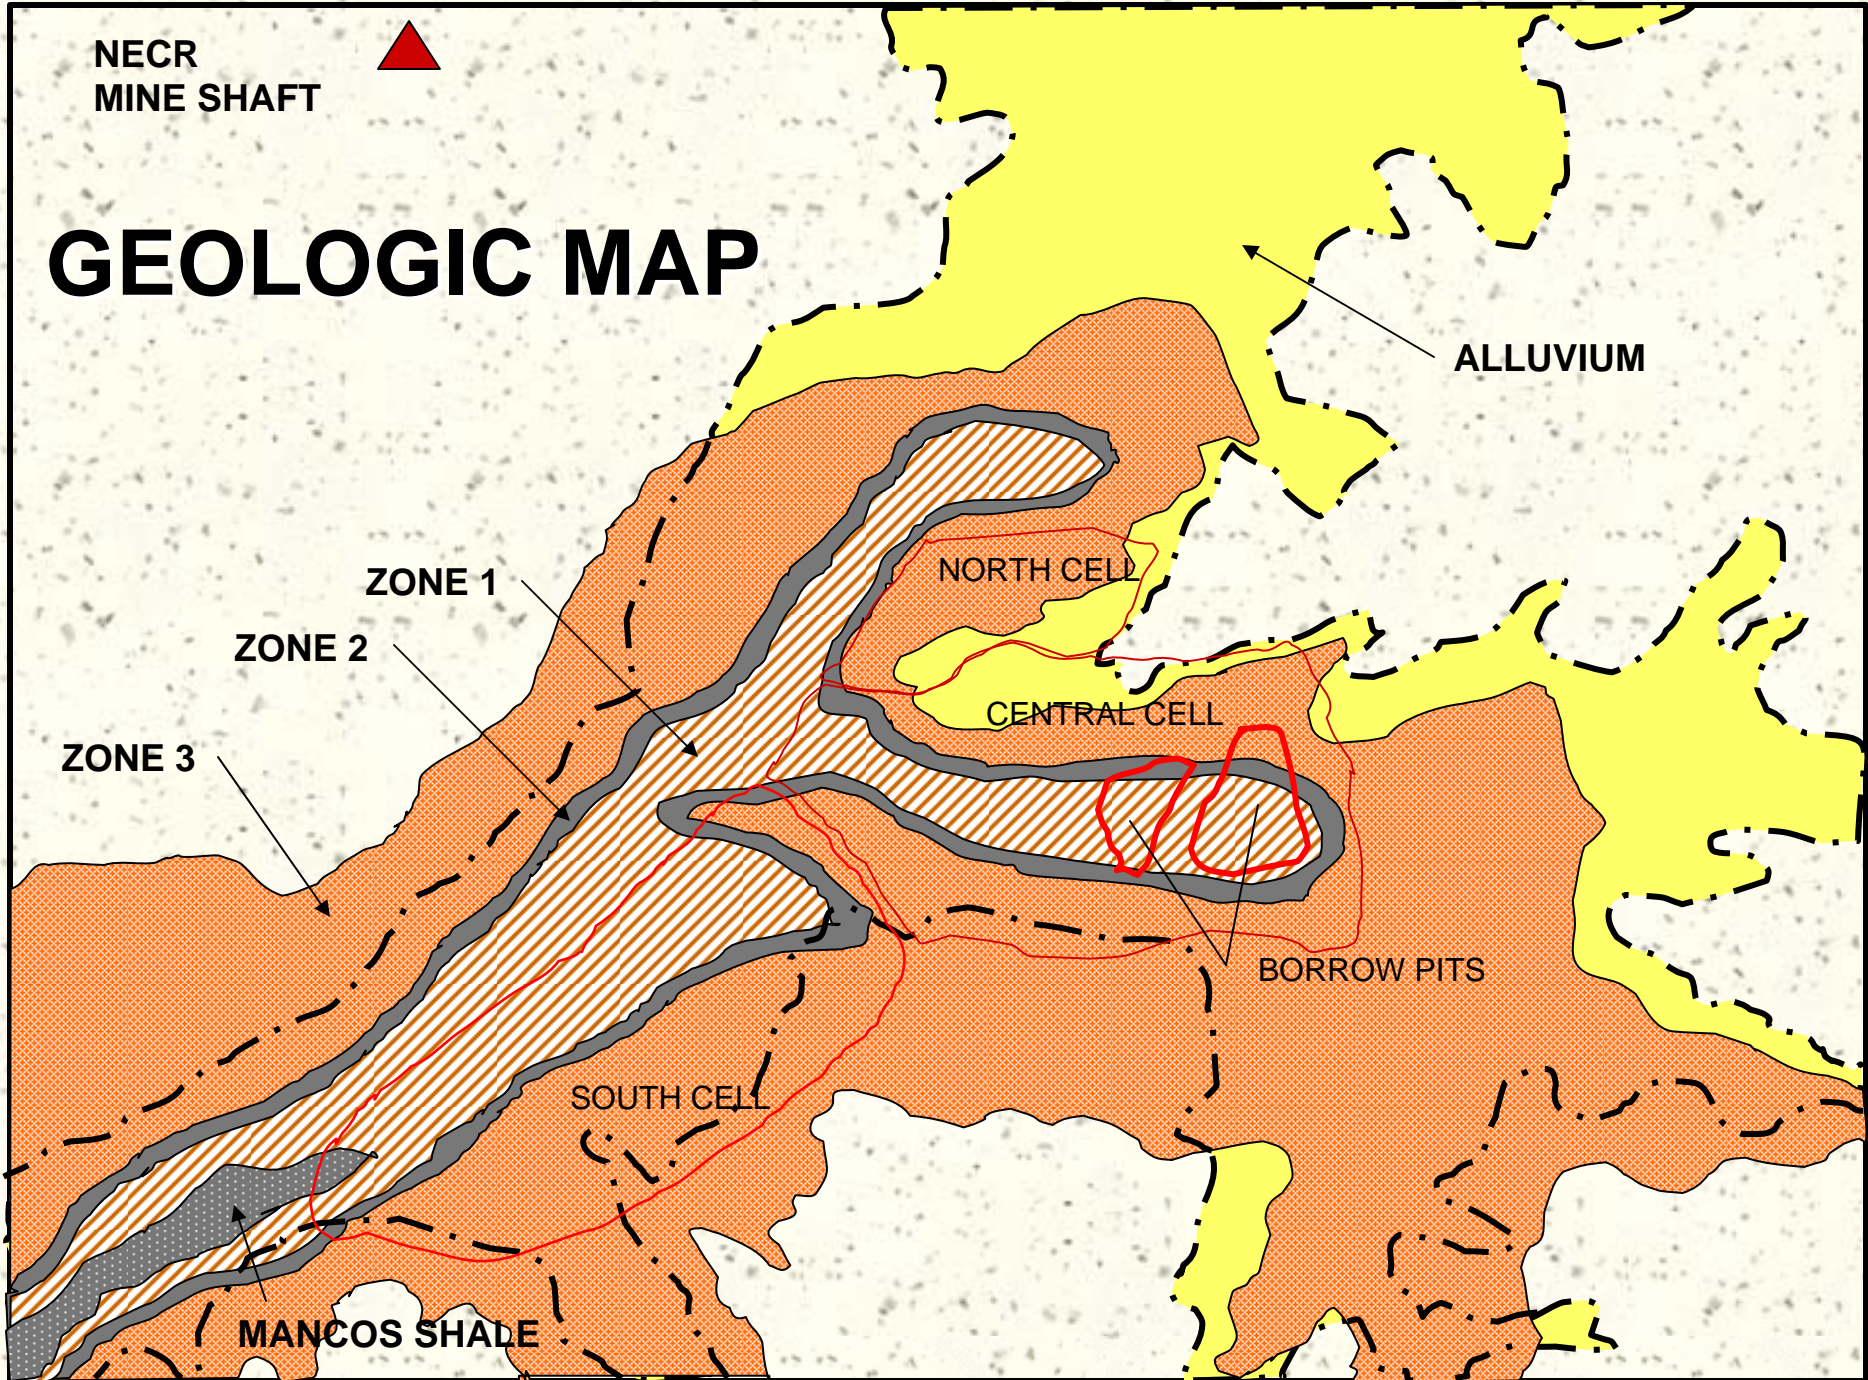 NECR
MINE SHAFT
GEOLOGIC MAP
ALLUVIUM
ZONE 1
NORTH CELL
ZONE 2
CENTRAL CELL
ZONE 3
BORROW PITS
SOUTH CELL
MANCOS SHALE